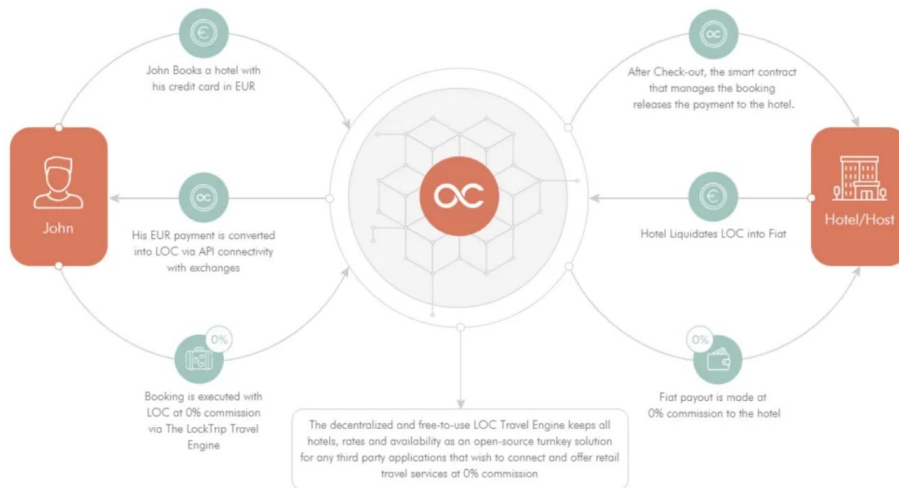 John Books a hotel with
his credit card in EUR
John
His EUR payment is converted
into LOC via API connectivity
with exchanges
0%
Booking is executed with
LOC at 0% commission
via The LockTrip Travel
Engine
After Check-out, the smart contract
that manages the booking
releases the payment to the hotel.
Hotel/Host
Hotel Liquidates LOC into Fiat
0%
Fiat payout is made at
0% commission to the hotel
The decentralized and free-to-use LOC Travel Engine keeps all
hotels, rates and availability as an open-source turnkey solution
for any third party applications that wish to connect and offer retail
travel services at 0% commission